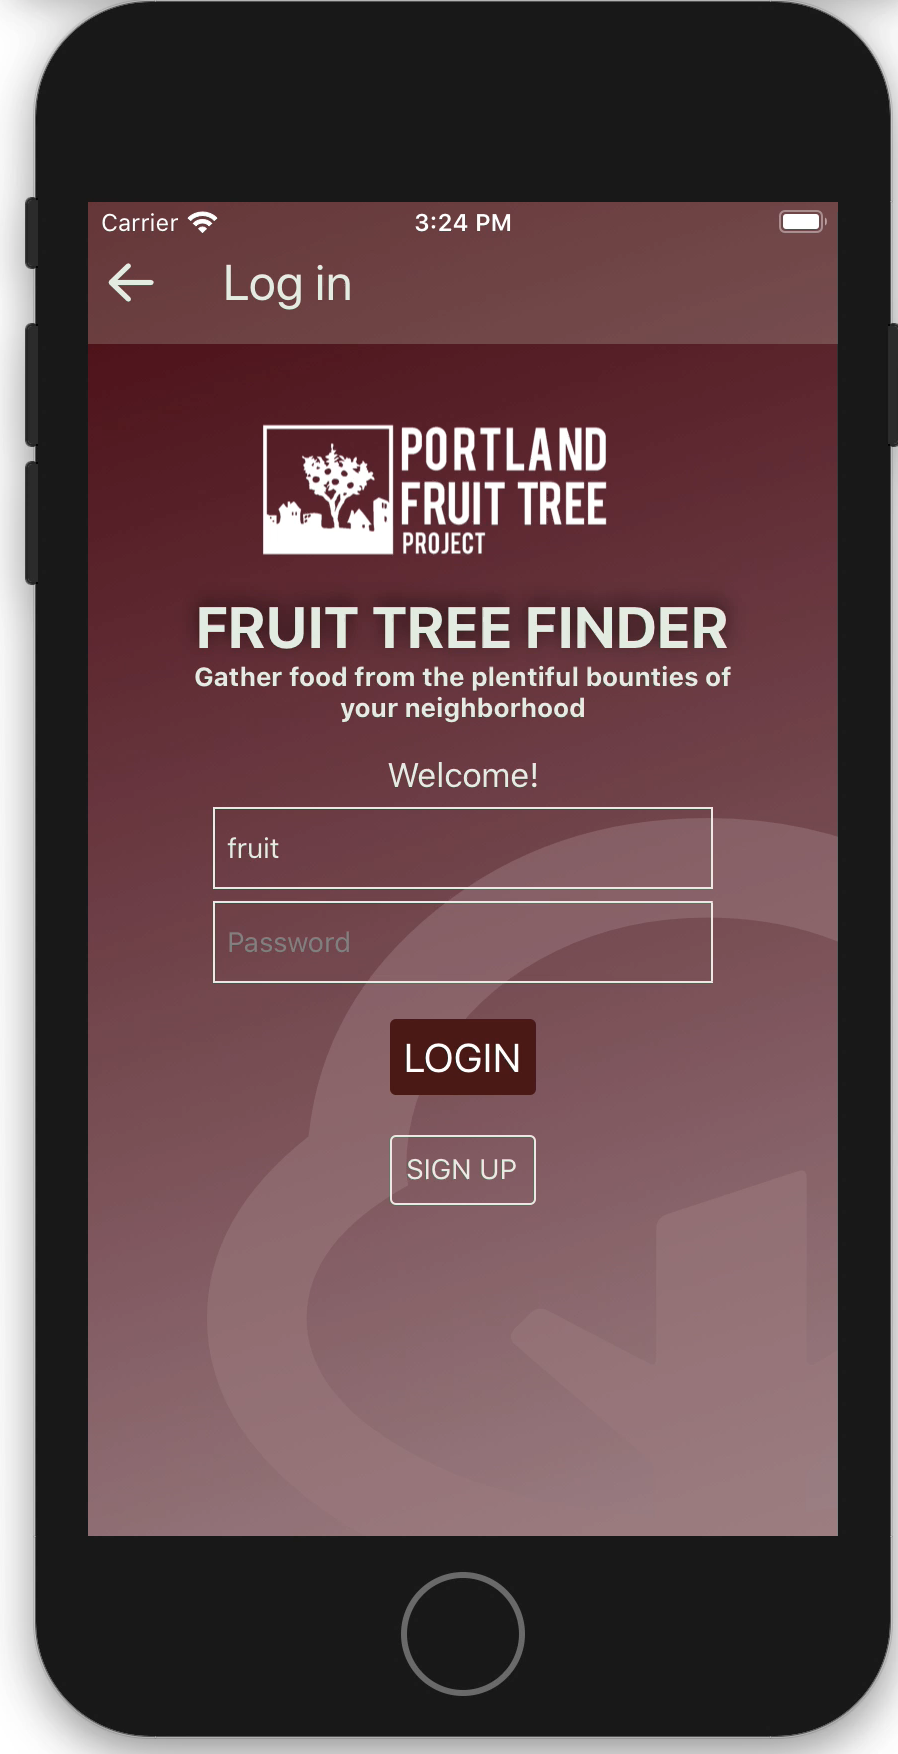 Carrier 3:24 PM
Log in
PORTLAND
FRUIT TREE
PROJECT
FRUIT TREE FINDER
Gather food from the plentiful bounties of
your neighborhood
Welcome!
fruit
Password
LOGIN
SIGN UP